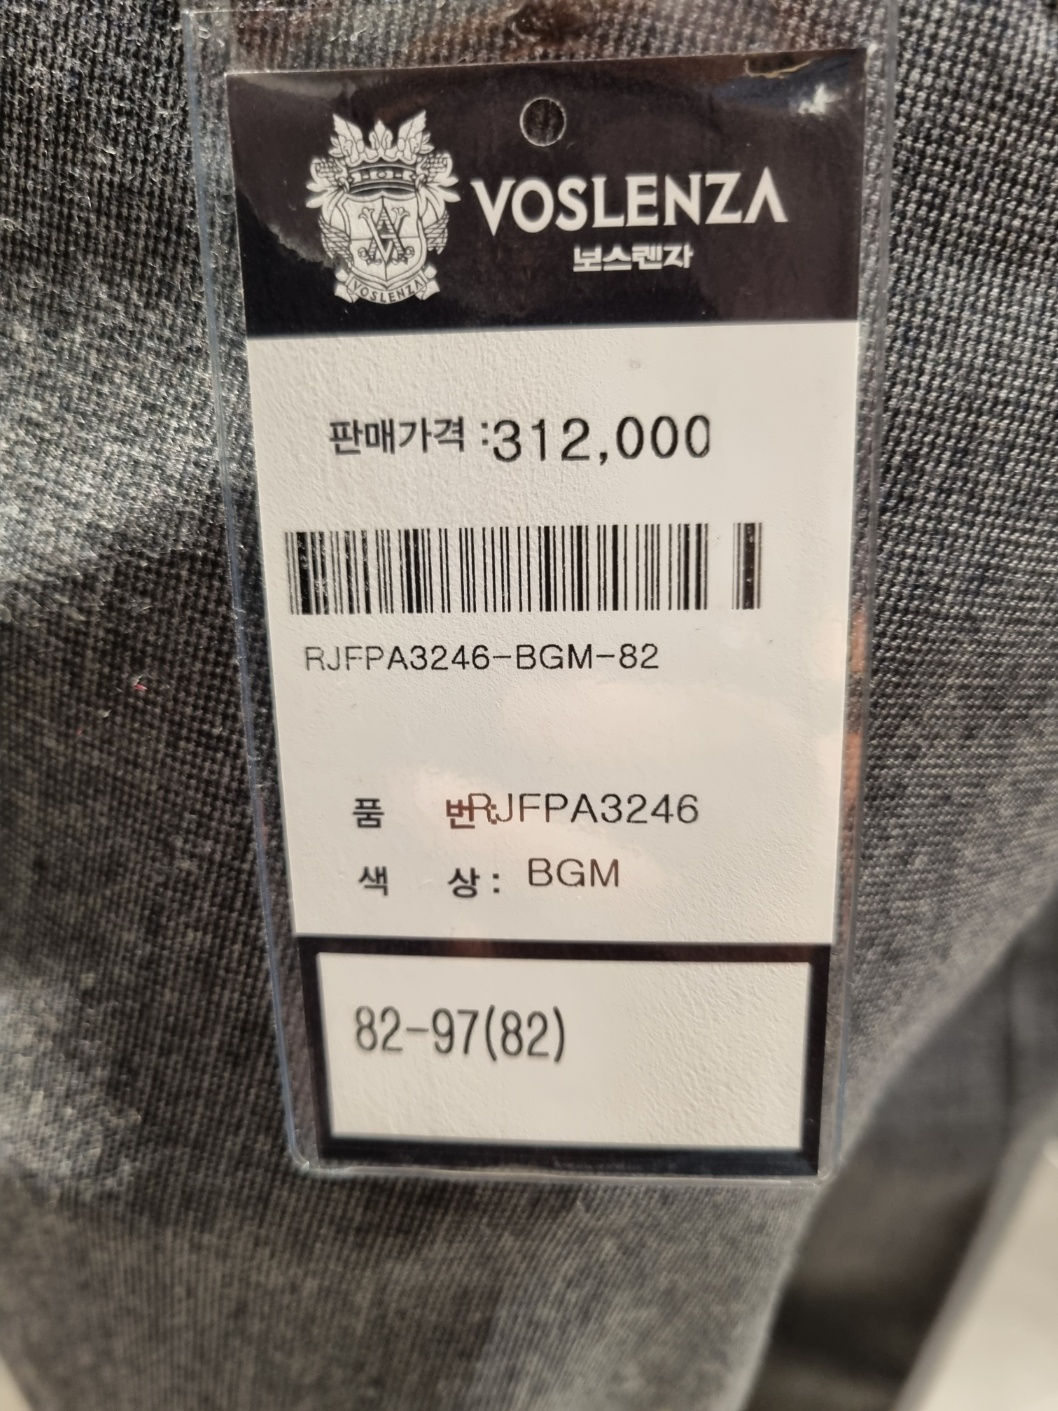 VOSLENZA
보스렌자
VOSLENZA
판매가격 :312,000
RJFPA3246-BGM-82
품 번:RJFPA3246
색 상: BGM
82-97(82)